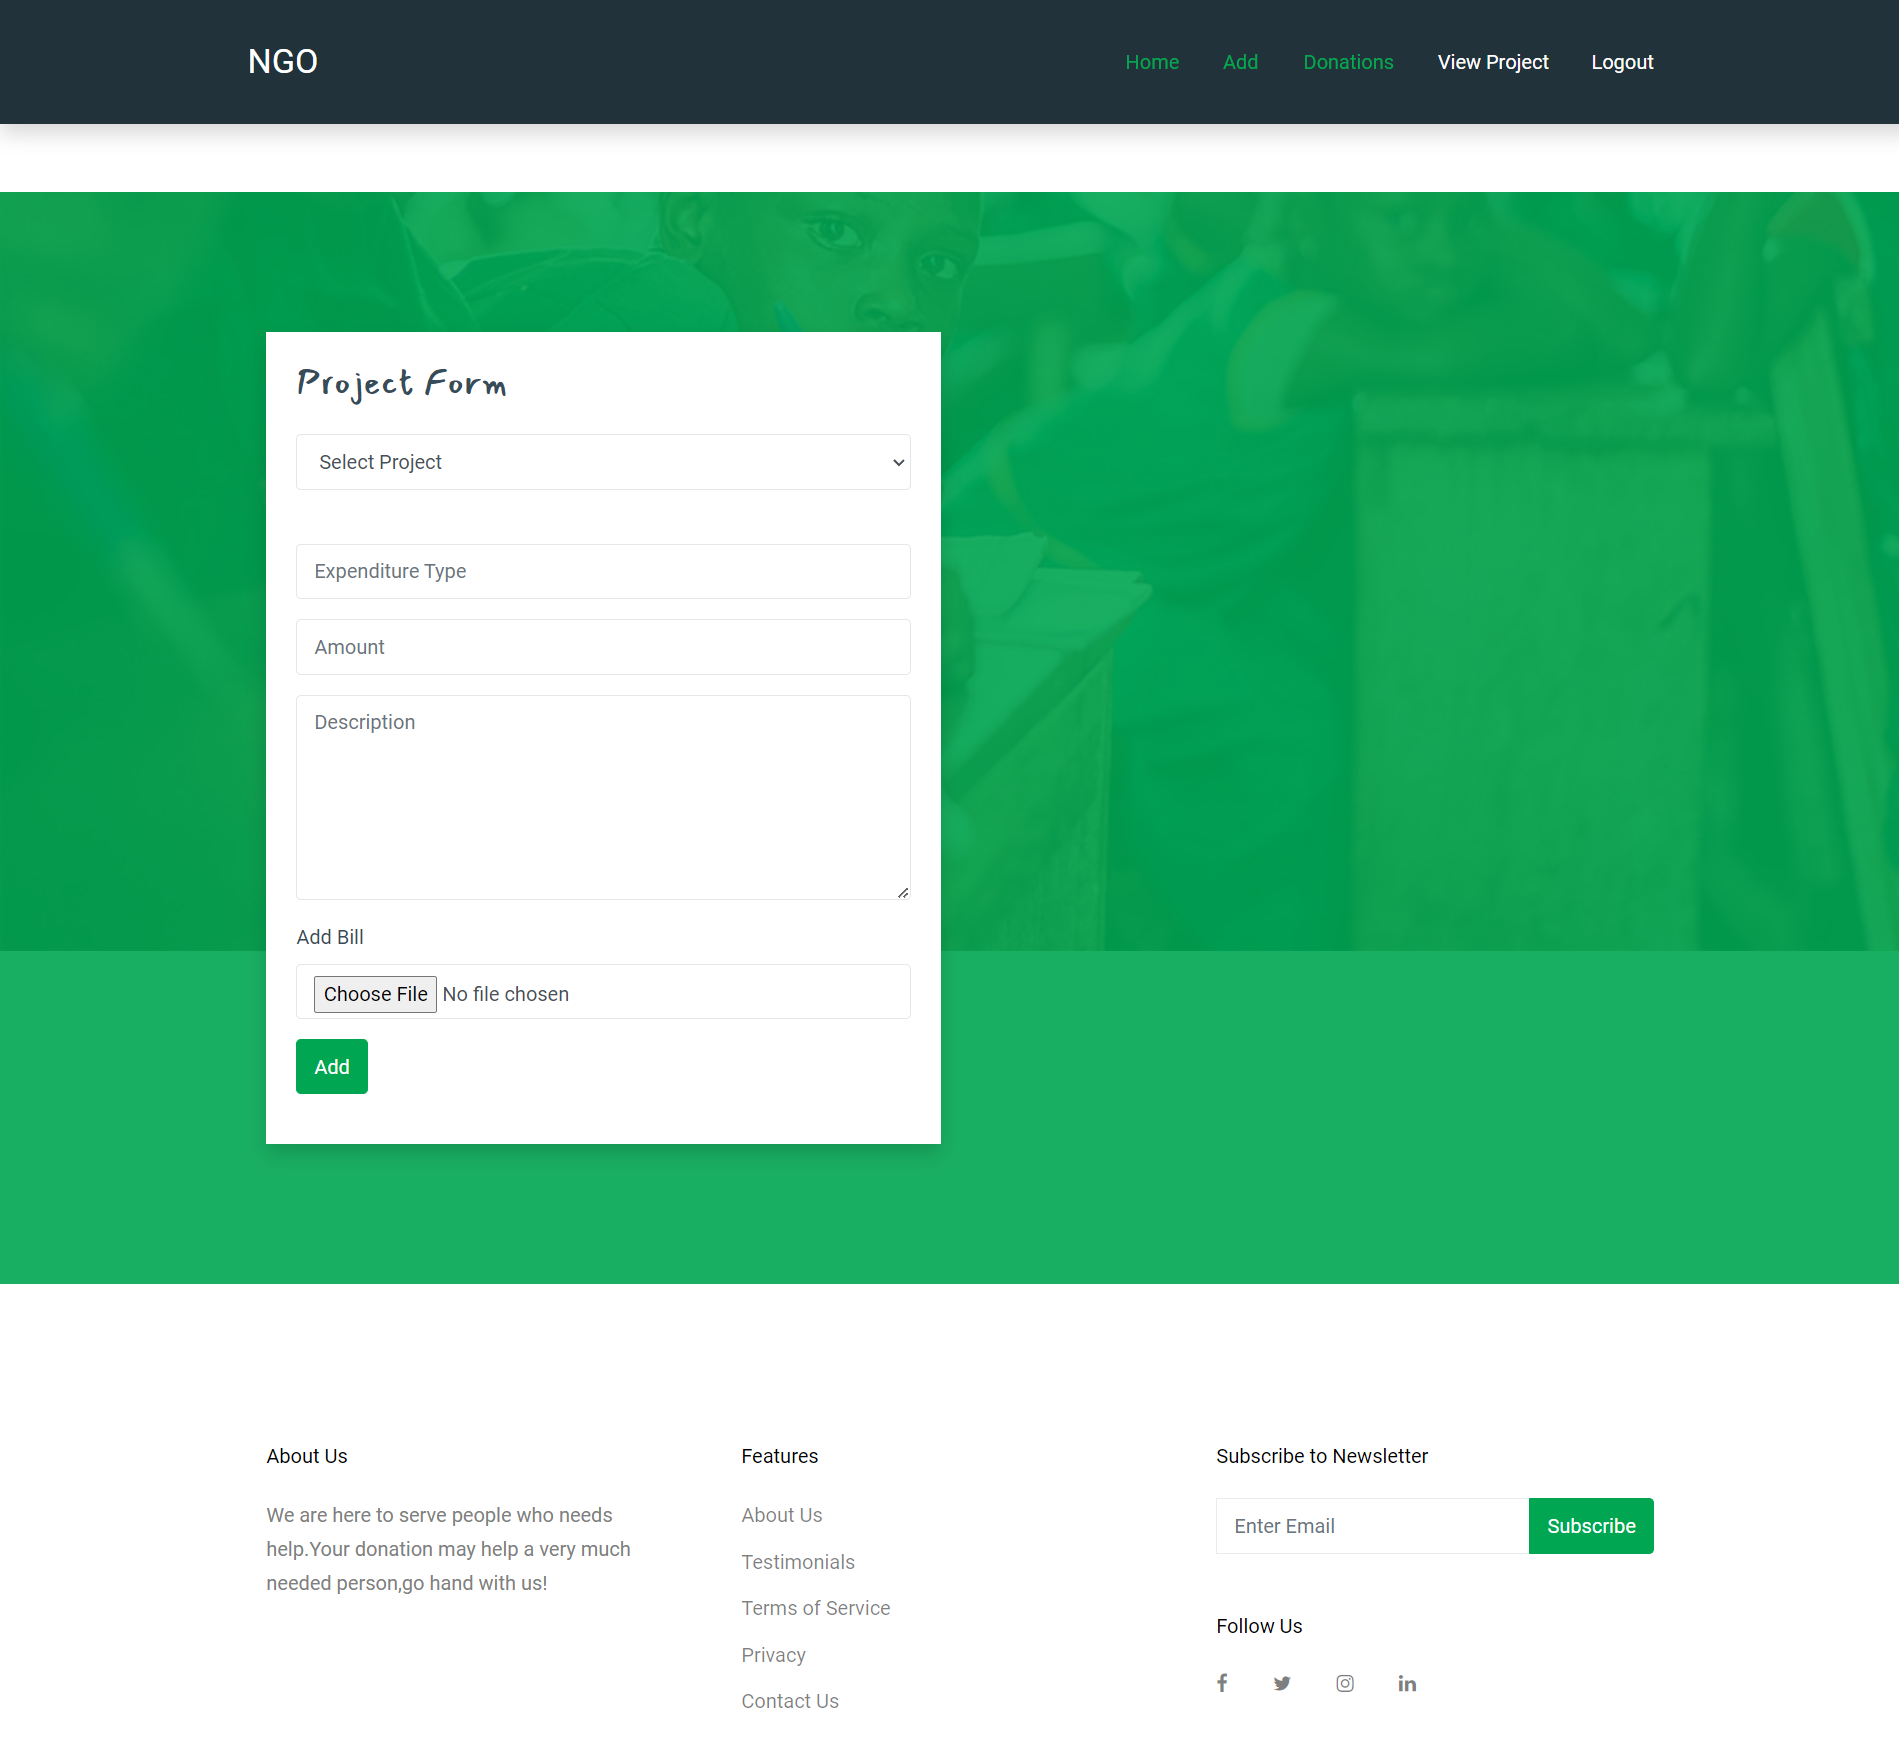 NGO
Home Add Donations View Project Logout
Project Form
Select Project
Expenditure Type
Amount
Description
Add Bill
Choose File No file chosen
Add
About Us
We are here to serve people who needs
help.Your donation may help a very much
needed person,go hand with us!
Features
About Us
Testimonials
Terms of Service
Privacy
Contact Us
Subscribe to Newsletter
Enter Email Subscribe
Follow Us